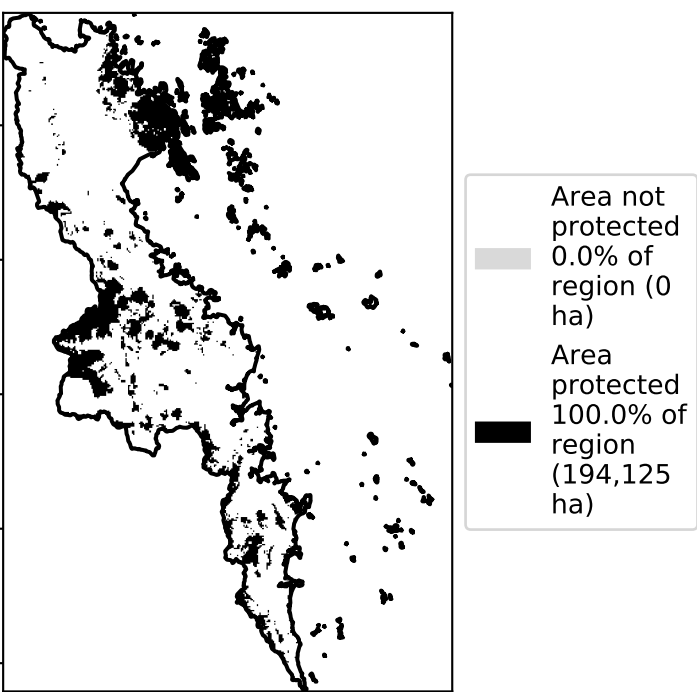 Area not
protected
0.0% of
region (0
ha)
Area
protected
100.0% of
region
(194,125
ha)